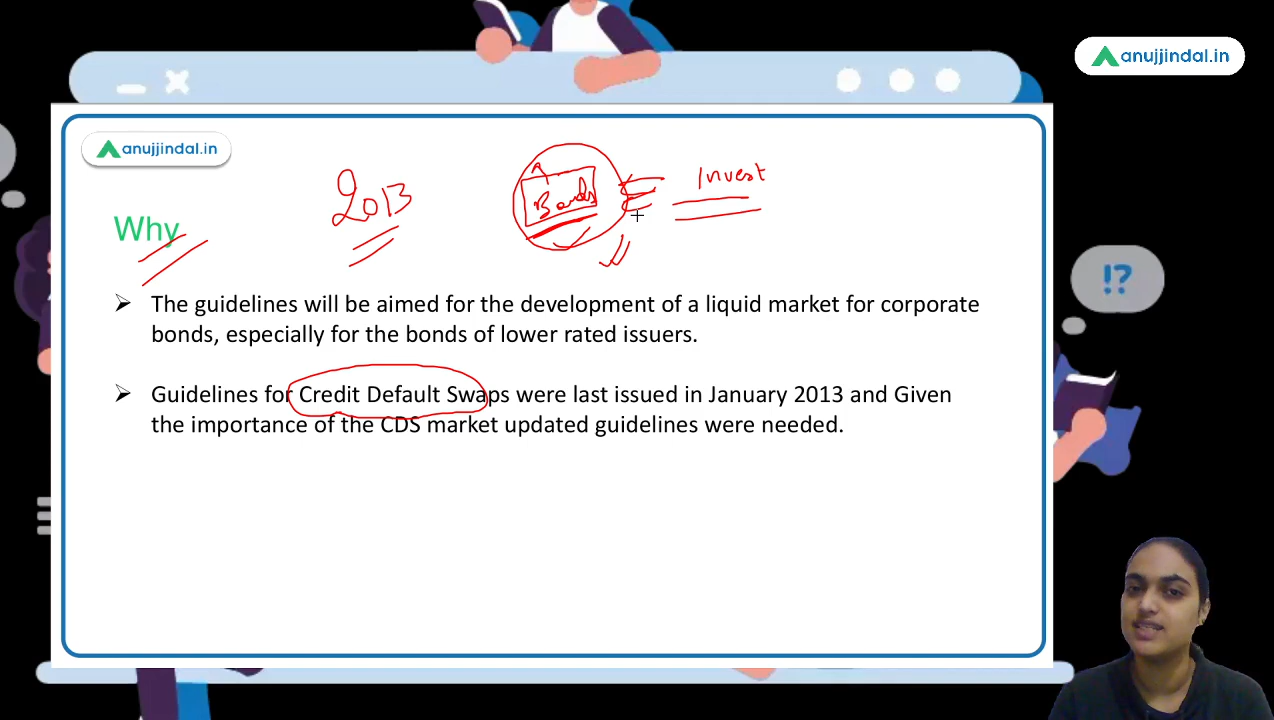 anujjindal.in
anujjindal.in
2013
Bonds
Invest
Why
!?
➤ The guidelines will be aimed for the development of a liquid market for corporate
bonds, especially for the bonds of lower rated issuers.
➤ Guidelines for Credit Default Swaps were last issued in January 2013 and Given
the importance of the CDS market updated guidelines were needed.